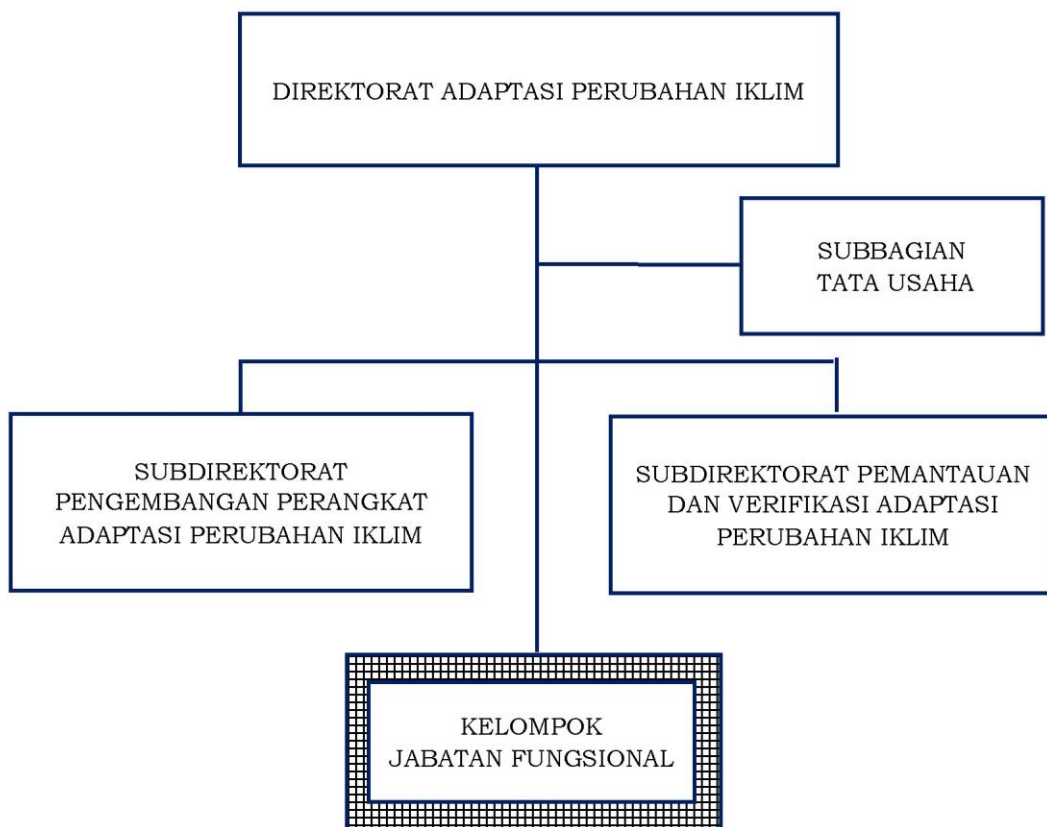 DIREKTORAT ADAPTASI PERUBAHAN IKLIM
SUBBAGIAN
TATA USAHA
SUBDIREKTORAT
PENGEMBANGAN PERANGKAT
ADAPTASI PERUBAHAN IKLIM
SUBDIREKTORAT PEMANTAUAN
DAN VERIFIKASI ADAPTASI
PERUBAHAN IKLIM
KELOMPOK
JABATAN FUNGSIONAL